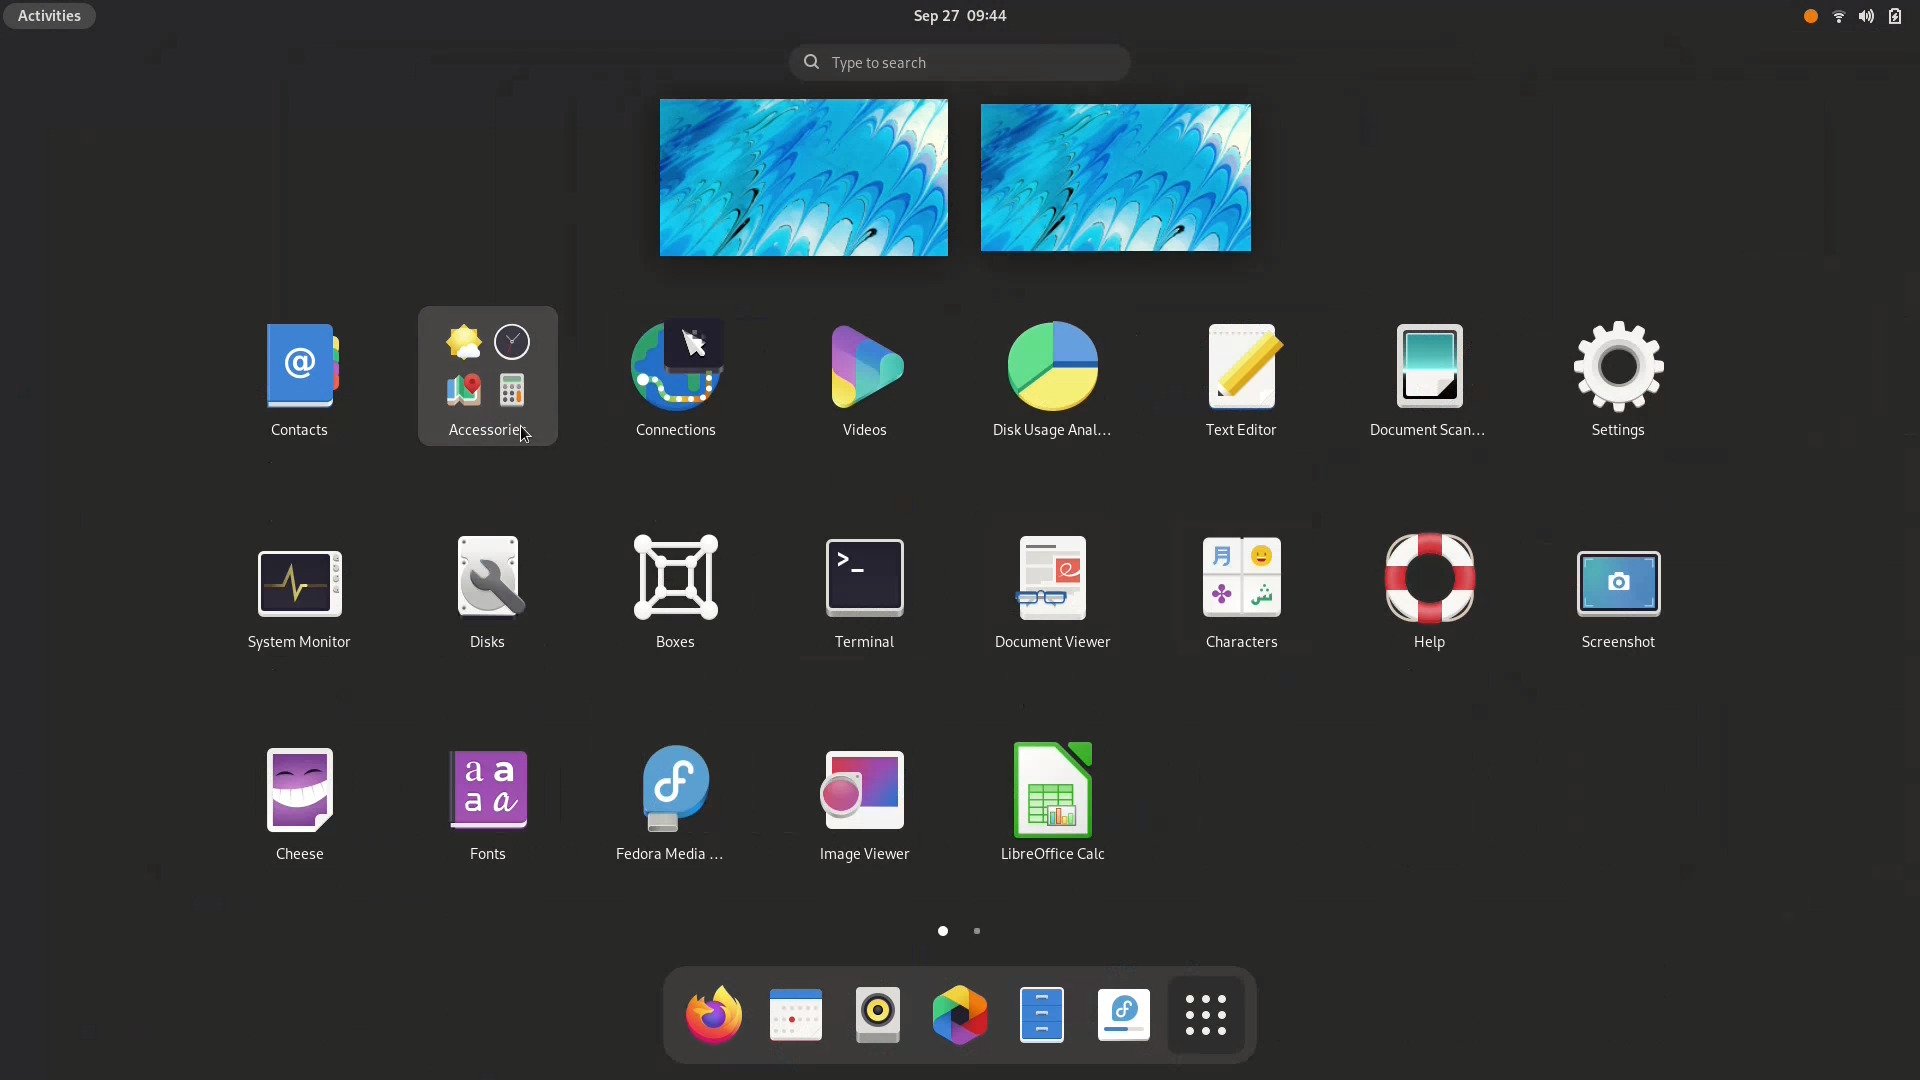 Activities
Sep 27 09:44
Type to search
Contacts
Accessories
Connections
Videos
Disk Usage Anal…
Text Editor
Document Scan…
Settings
System Monitor
Disks
Boxes
Terminal
Document Viewer
Characters
Help
Screenshot
Cheese
Fonts
Fedora Media …
Image Viewer
LibreOffice Calc